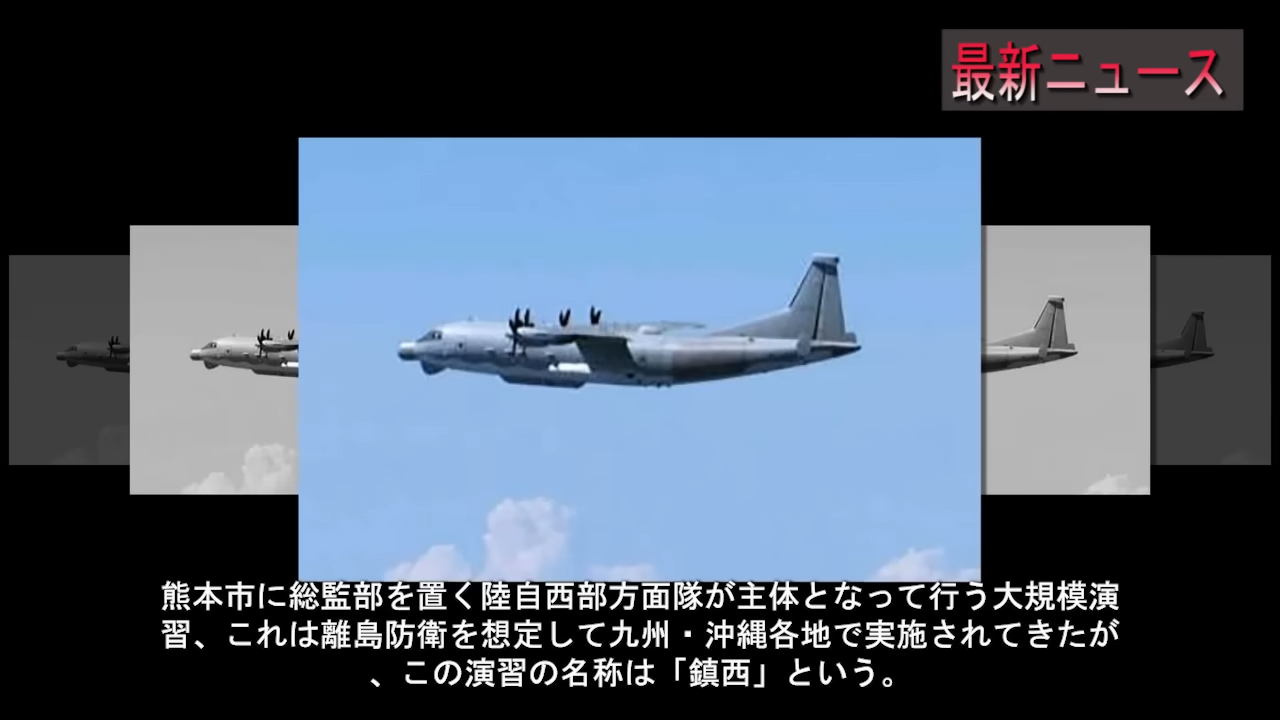 最新ニュース
熊本市に総監部を置く陸自西部方面隊が主体となって行う大規模演
習、これは離島防衛を想定して九州・沖縄各地で実施されてきたが
、この演習の名称は「鎮西」という。